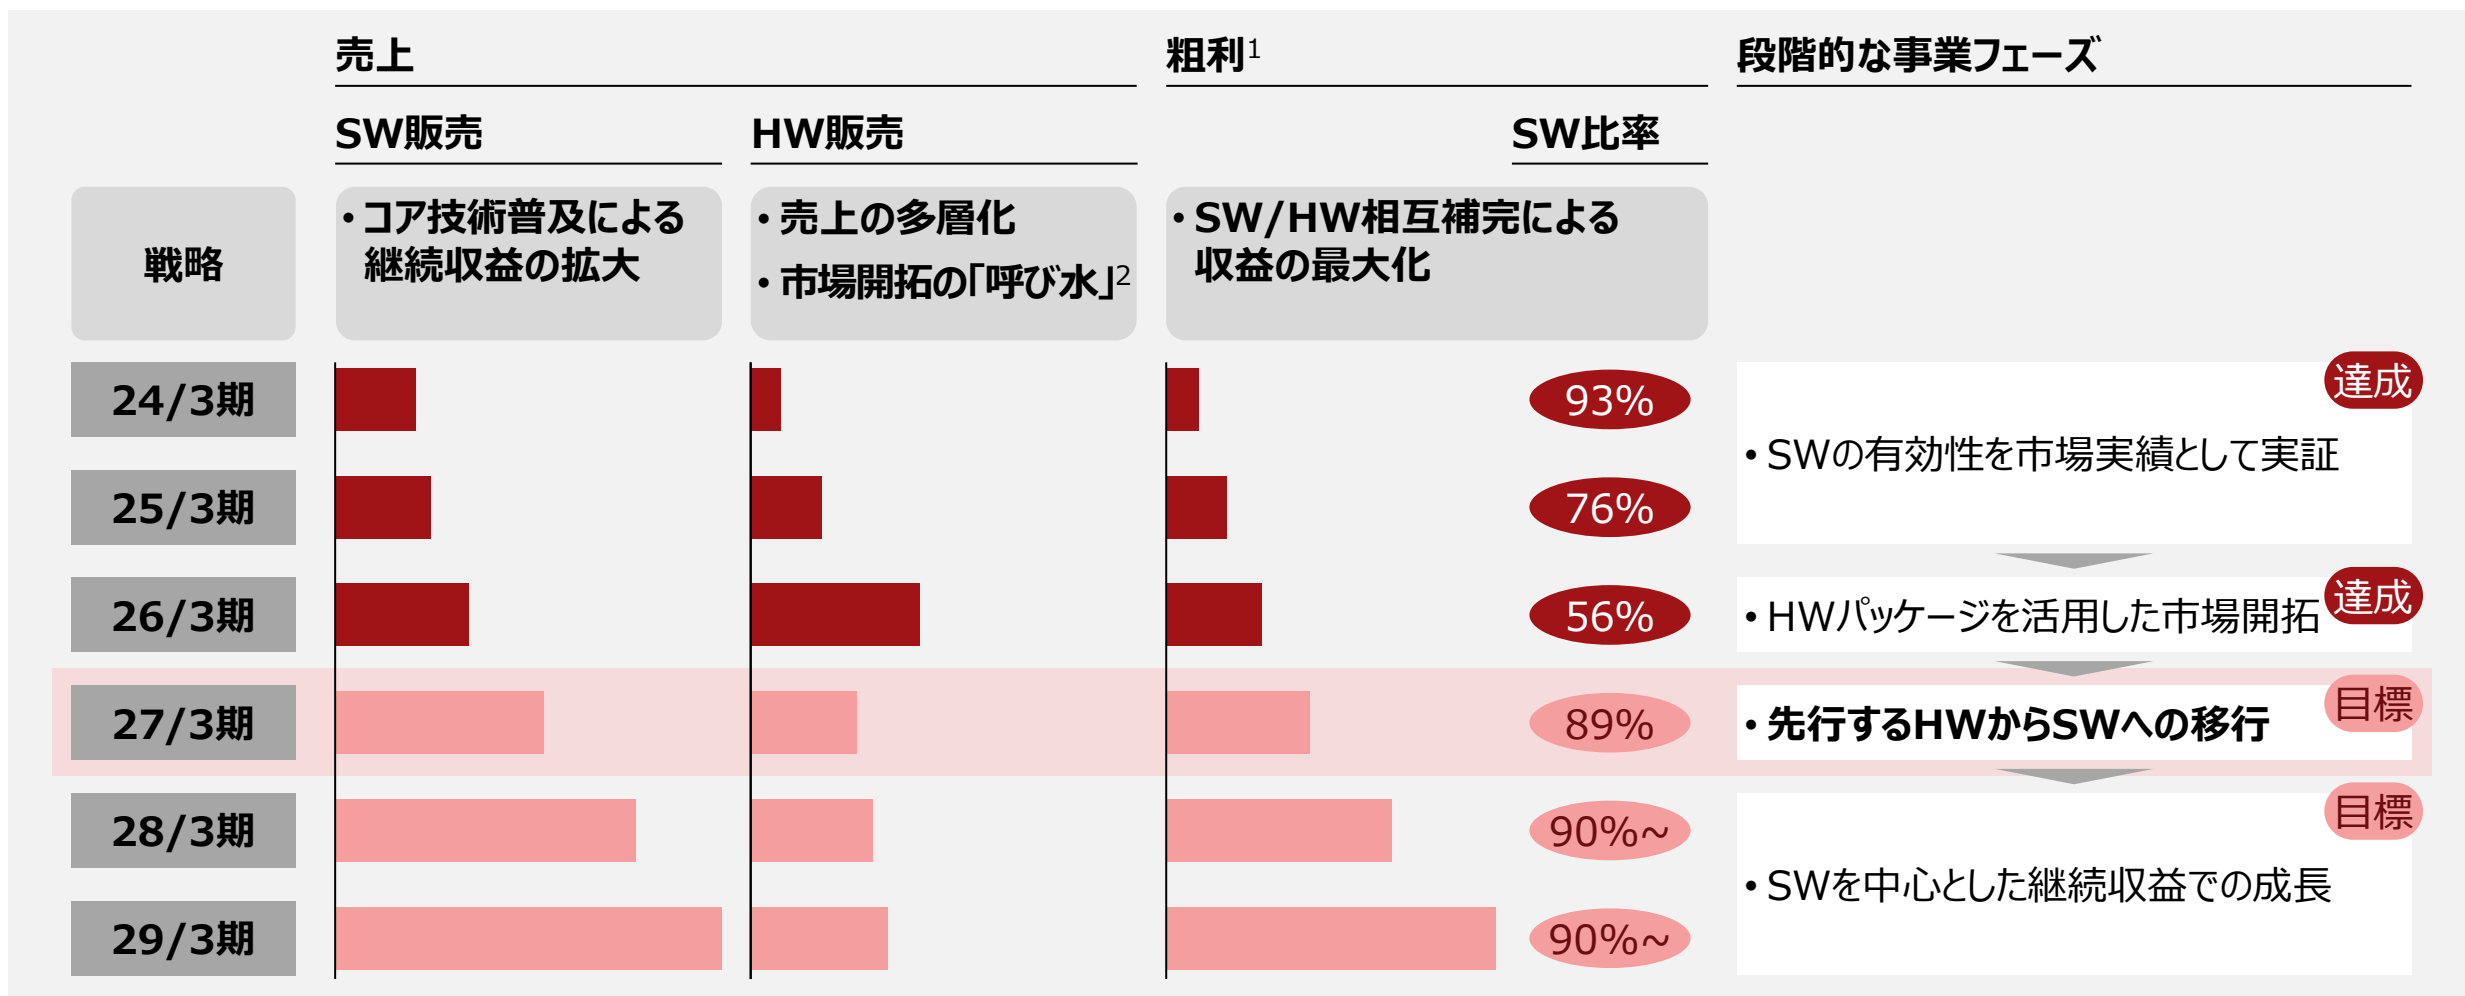 売上
粗利1
段階的な事業フェーズ
SW販売
HW販売
SW比率
戦略
• コア技術普及による
継続収益の拡大
• 売上の多層化
• 市場開拓の「呼び水」2
• SW/HW相互補完による
収益の最大化
24/3期
93%
達成
• SWの有効性を市場実績として実証
25/3期
76%
26/3期
56%
達成
• HWパッケージを活用した市場開拓
27/3期
89%
目標
• 先行するHWからSWへの移行
28/3期
90%~
目標
• SWを中心とした継続収益での成長
29/3期
90%~